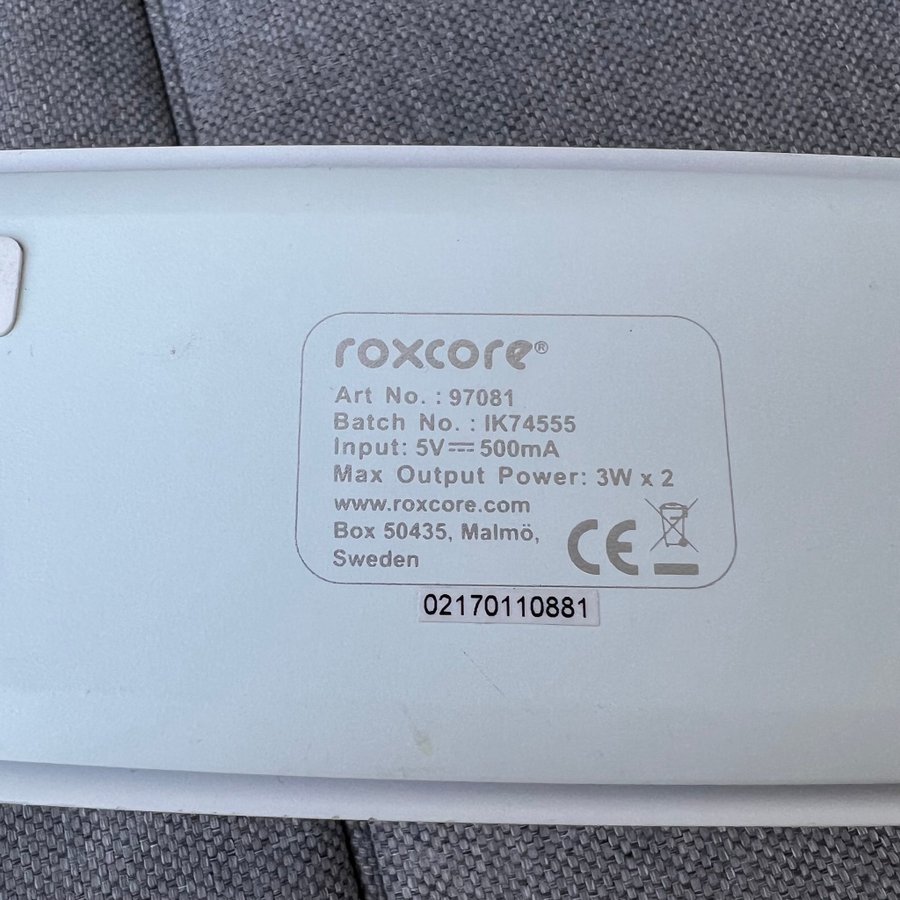 roxcore®
Art No. : 97081
Batch No. : IK74555
Input: 5V⎓500mA
Max Output Power: 3W x 2
www.roxcore.com
Box 50435, Malmö,
Sweden
CE
02170110881